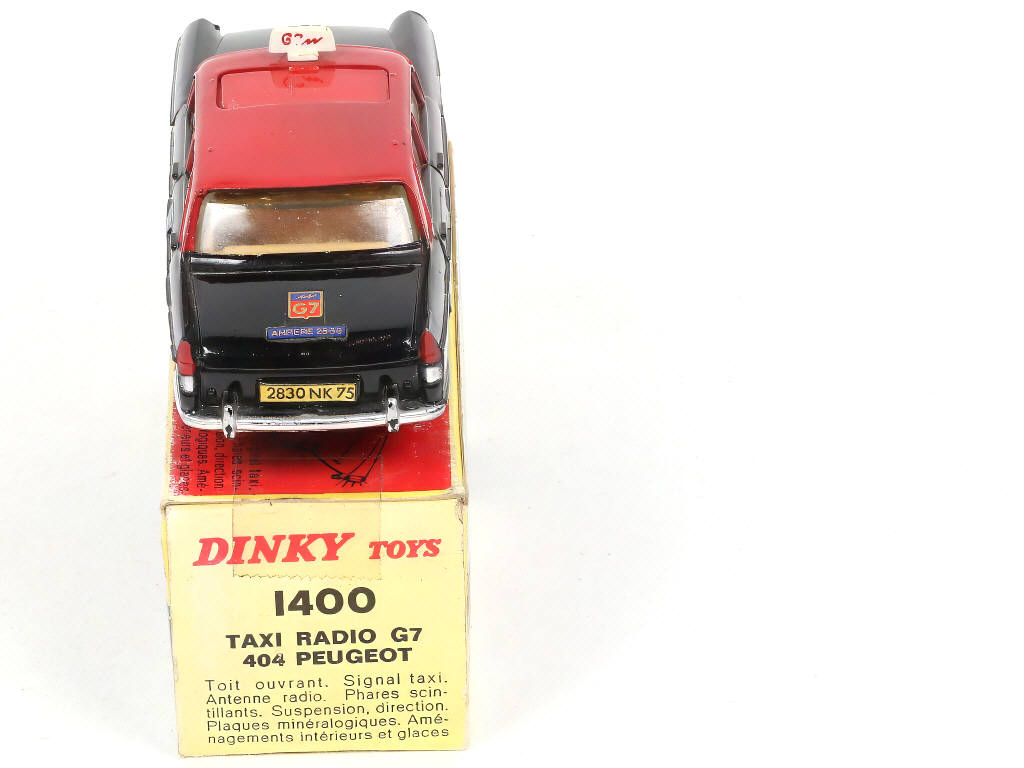 G7
G7
AMPERE 28-30
2830 NK 75
DINKY TOYS
1400
TAXI RADIO G7
404 PEUGEOT
Toit ouvrant. Signal taxi.
Antenne radio. Phares scin-
tillants. Suspension, direction.
Plaques minéralogiques. Amé-
nagements intérieurs et glaces